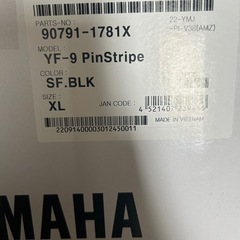 PARTS-NO.
90791-1781X
22-YMJ
MODEL:
YF-9 PinStripe
COLOR:
SF.BLK
SIZE:
XL
JAN CODE:
MADE IN VIETNAM
22091400003012450011
MAHA